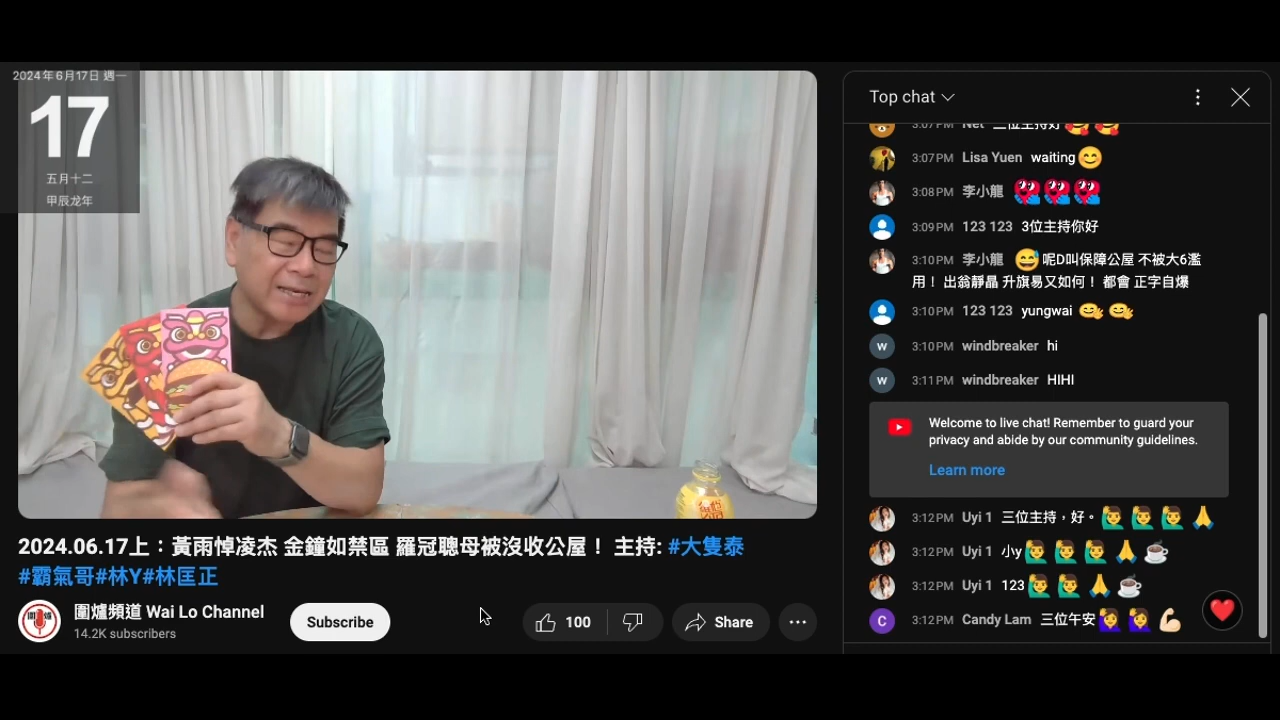 2024年6月17日 週一
17
五月十二
甲辰龙年
2024.06.17上：黃雨悼凌杰 金鐘如禁區 羅冠聰母被沒收公屋！ 主持: #大隻泰
#霸氣哥#林Y#林匡正
圍爐頻道 Wai Lo Channel
14.2K subscribers
Subscribe
100
Share
Top chat
3:07PM Net 三位主持好
3:07PM Lisa Yuen waiting😊
3:08PM 李小龍
3:09PM 123 123 3位主持你好
3:10PM 李小龍 😅呢D叫保障公屋 不被大6濫
用！ 出翁靜晶 升旗易又如何！ 都會 正字自爆
3:10PM 123 123 yungwai
3:10PM windbreaker hi
3:11PM windbreaker HIHI
Welcome to live chat! Remember to guard your
privacy and abide by our community guidelines.
Learn more
3:12PM Uyi 1 三位主持，好。🙋‍♂️🙋‍♂️🙋‍♂️🙏
3:12PM Uyi 1 小y🙋‍♂️🙋‍♂️🙋‍♂️🙏☕
3:12PM Uyi 1 123🙋‍♂️🙋‍♂️🙏☕
C
3:12PM Candy Lam 三位午安🙋‍♀️🙋‍♀️💪🏻